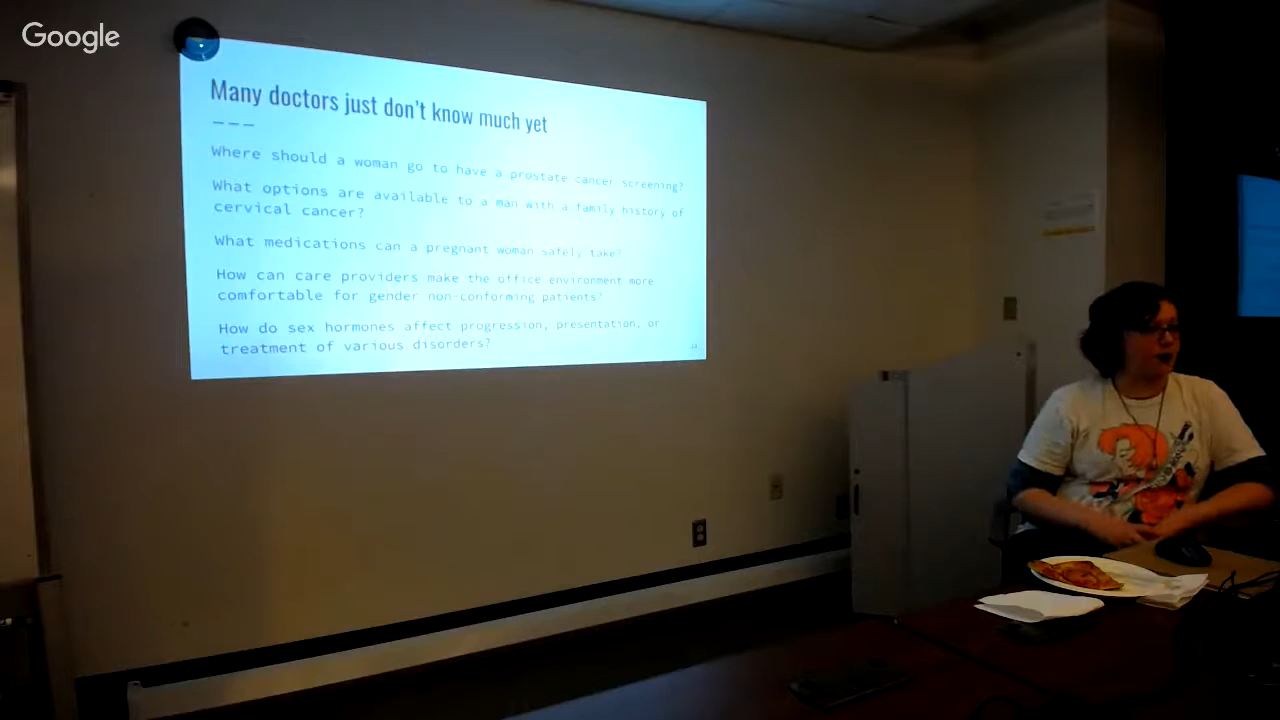 Google
Many doctors just don't know much yet
Where should a woman go to have a prostate cancer screening?
What options are available to a man with a family history of
cervical cancer?
What medications can a pregnant woman safely take?
How can care providers make the office environment more
comfortable for gender non-conforming patients?
How do sex hormones affect progression, presentation, or
treatment of various disorders?